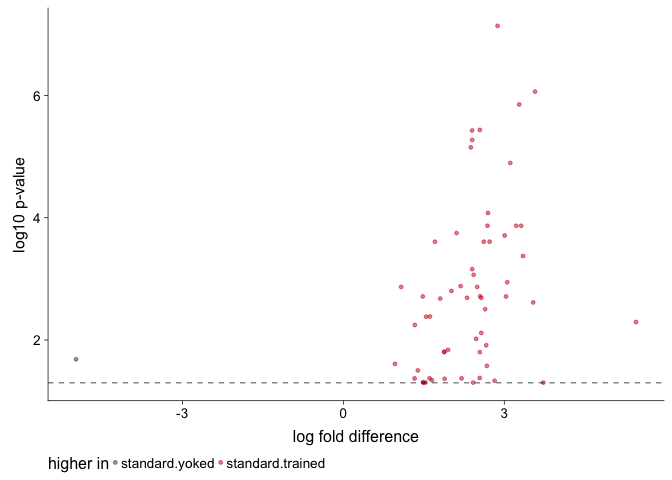 6
4
2
log10 p-value
-3 0 3
log fold difference
higher in standard.yoked standard.trained